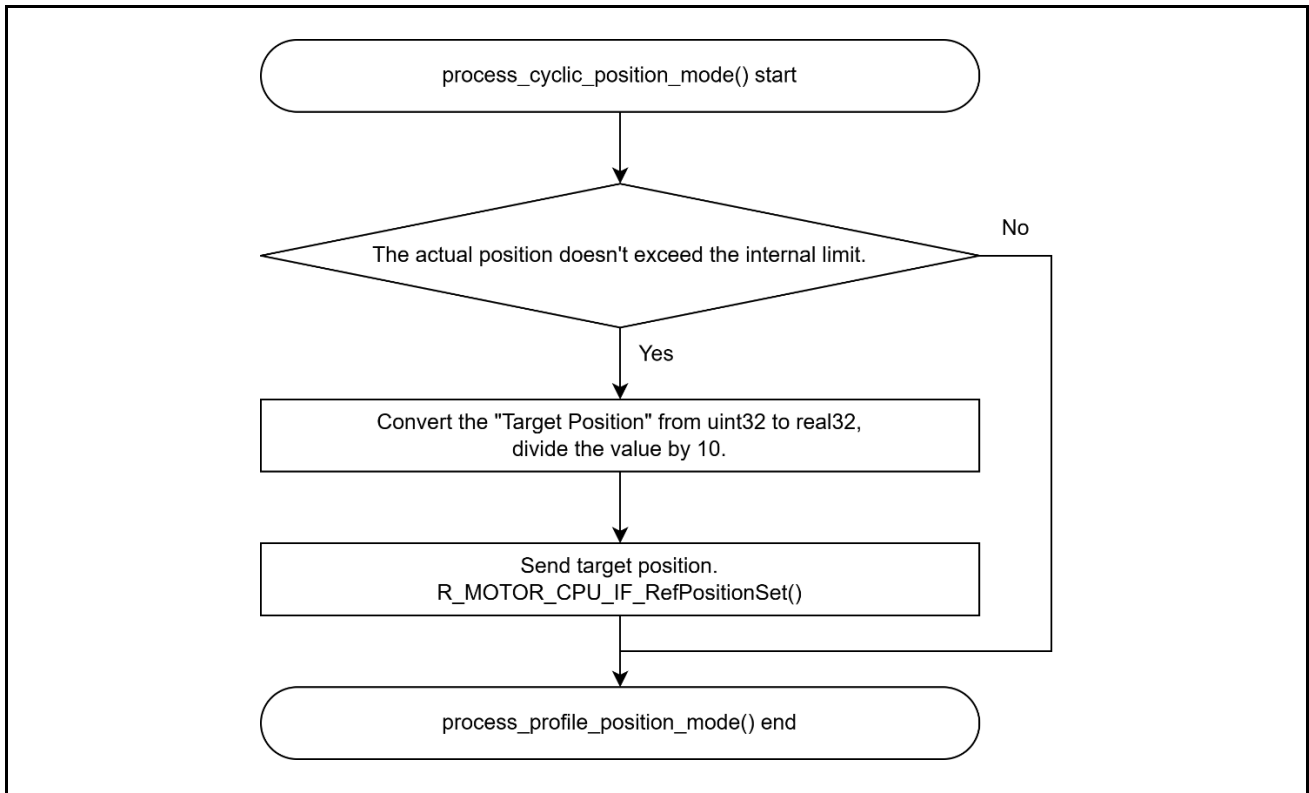 process_cyclic_position_mode() start
The actual position doesn't exceed the internal limit.
No
Yes
Convert the "Target Position" from uint32 to real32,
divide the value by 10.
Send target position.
R_MOTOR_CPU_IF_RefPositionSet()
process_profile_position_mode() end